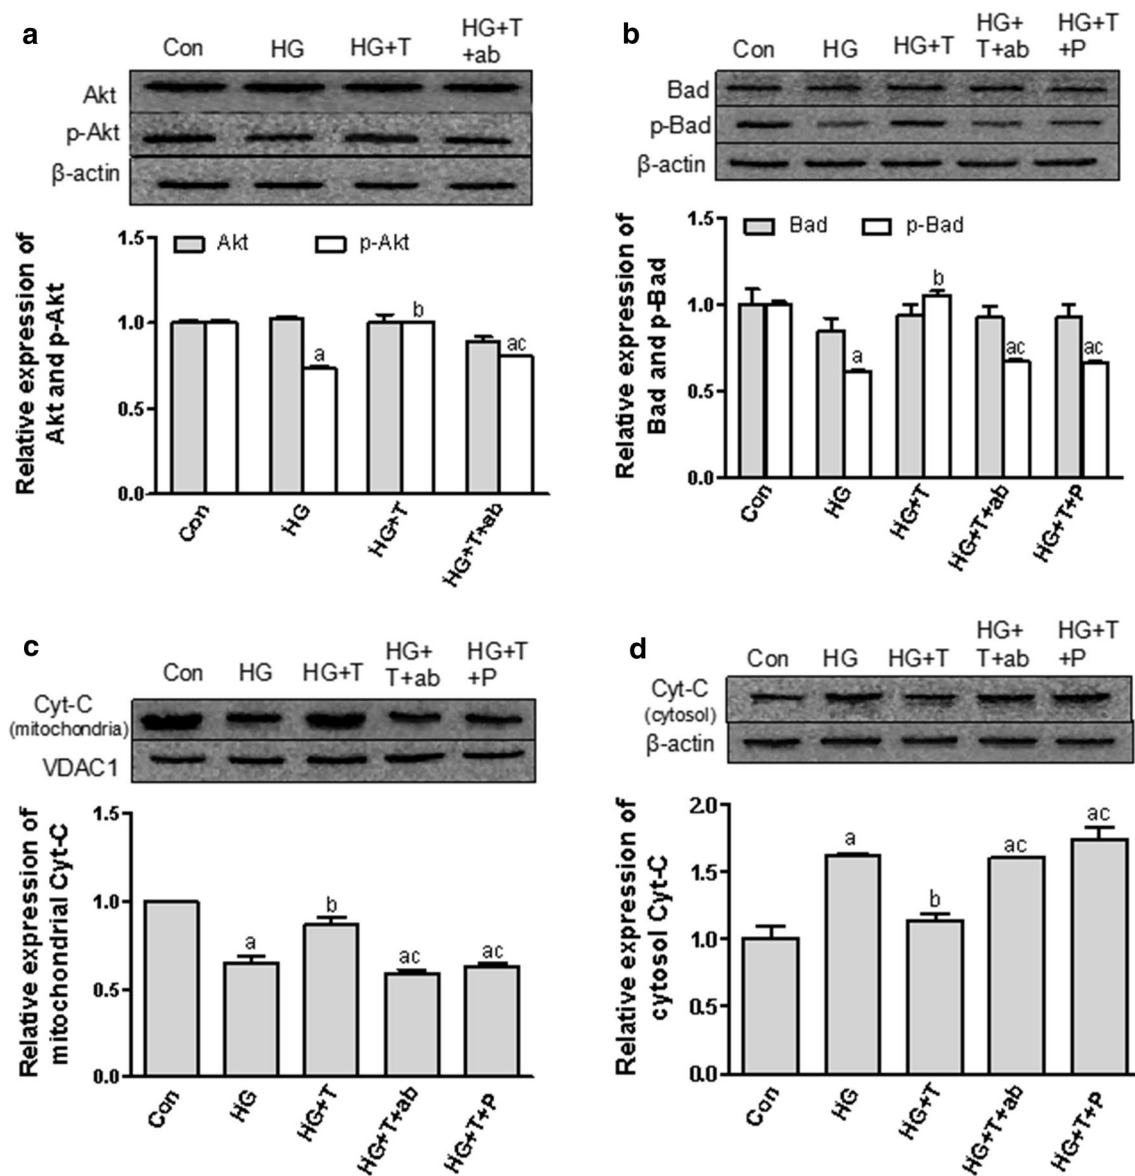 a
Con HG HG+T HG+T
+ab
Akt
p-Akt
β-actin
Relative expression of
Akt and p-Akt
1.5
1.0
0.5
0.0
Akt p-Akt
a
b
ac
Con HG HG+T HG+T+ab
b
Con HG HG+T HG+
T+ab HG+T
+P
Bad
p-Bad
β-actin
Relative expression of
Bad and p-Bad
1.5
1.0
0.5
0.0
Bad p-Bad
a
b
ac
ac
Con HG HG+T HG+T+ab HG+T+P
c
Con HG HG+T HG+
T+ab HG+T
+P
Cyt-C
(mitochondria)
VDAC1
Relative expression of
mitochondrial Cyt-C
1.5
1.0
0.5
0.0
a
b
ac
ac
Con HG HG+T HG+T+ab HG+T+P
d
Con HG HG+T HG+
T+ab HG+T
+P
Cyt-C
(cytosol)
β-actin
Relative expression of
cytosol Cyt-C
2.0
1.5
1.0
0.5
0.0
a
b
ac
ac
Con HG HG+T HG+T+ab HG+T+P